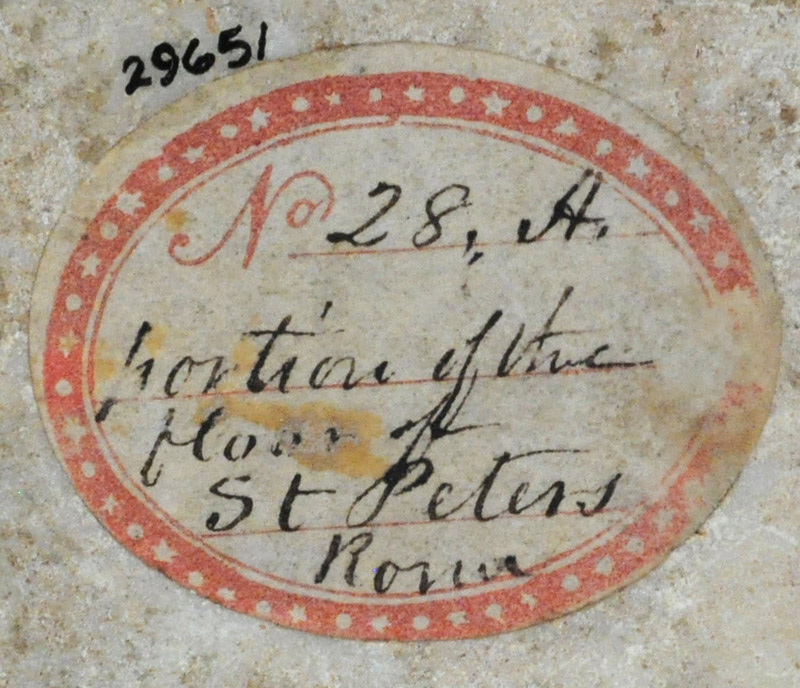 29651
No 28, A.
portion of the
floor of
St Peters
Rome